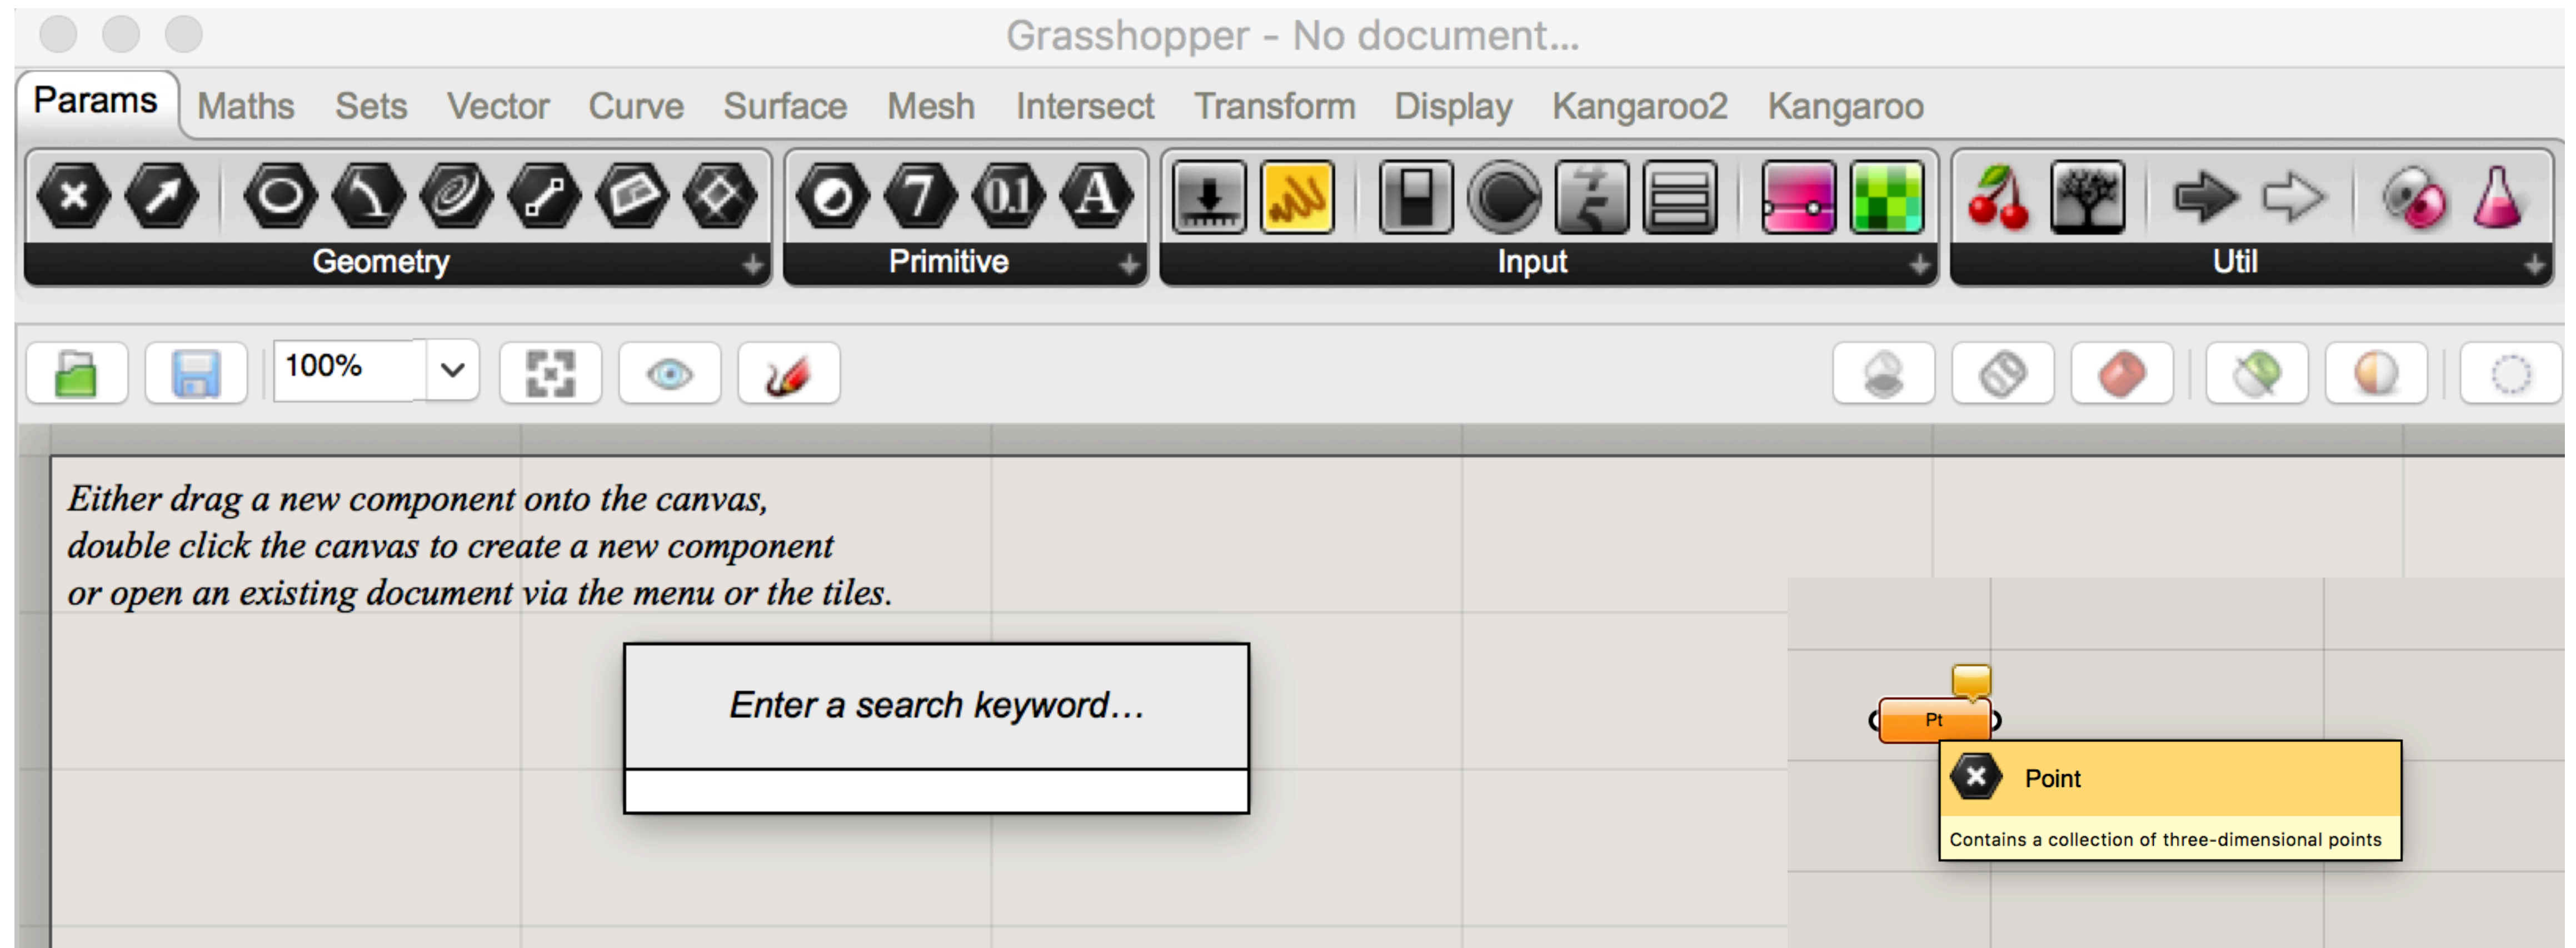 Grasshopper - No document...
Params Maths Sets Vector Curve Surface Mesh Intersect Transform Display Kangaroo2 Kangaroo
7 0.1 A 4 5
Geometry Primitive Input Util
100%
Either drag a new component onto the canvas,
double click the canvas to create a new component
or open an existing document via the menu or the tiles.
Enter a search keyword...
Pt
Point
Contains a collection of three-dimensional points